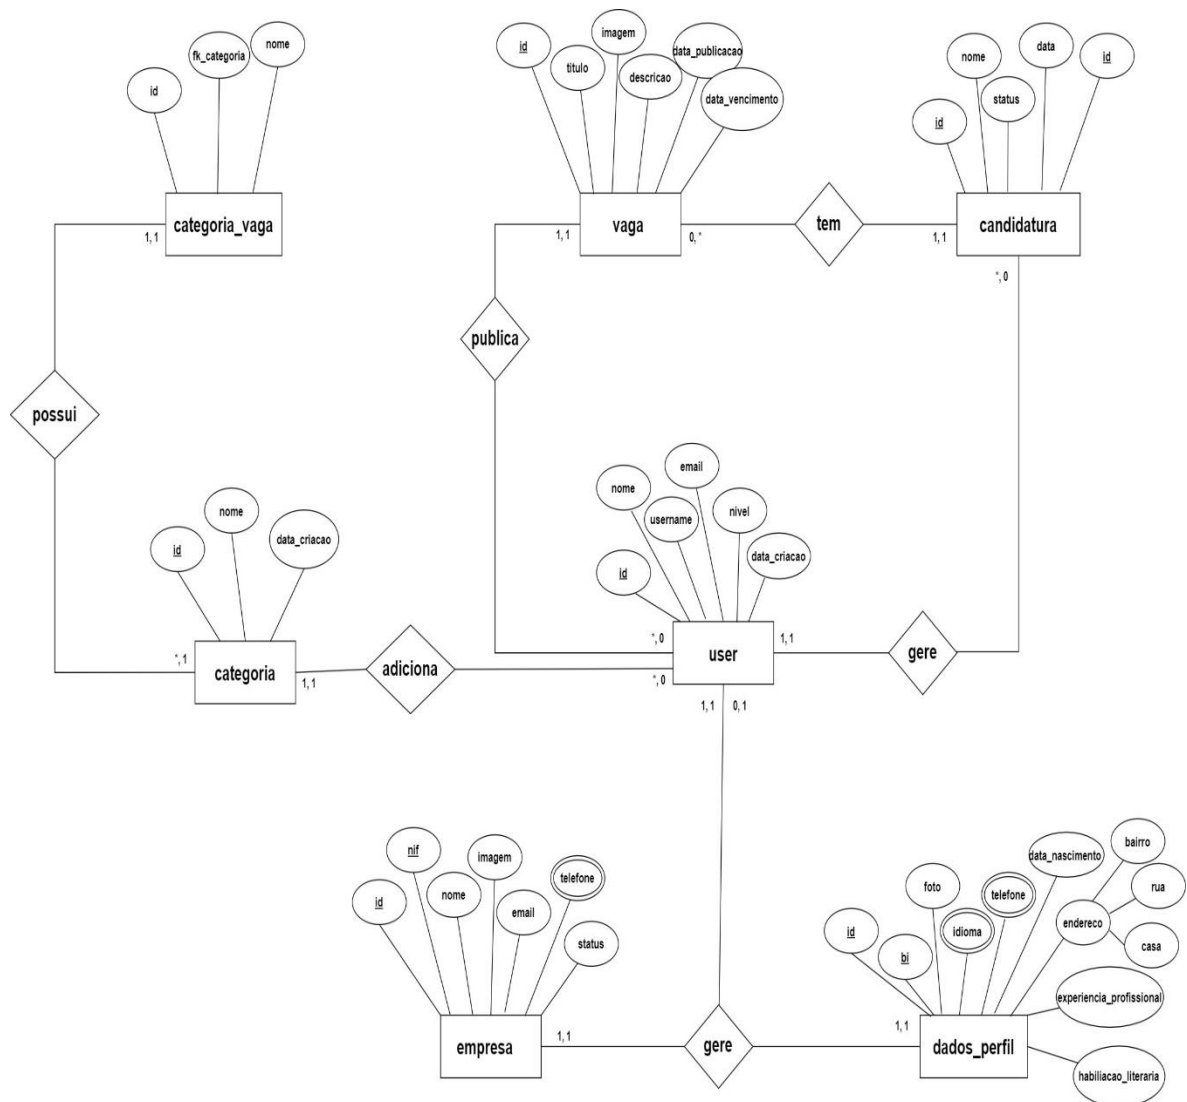 id
fk_categoria
nome
categoria_vaga
1, 1
id
titulo
imagem
descricao
data_publicacao
data_vencimento
vaga
1, 1
0, *
tem
id
nome
status
data
id
candidatura
1, 1
*, 0
publica
possui
id
nome
data_criacao
categoria
*, 1
1, 1
adiciona
id
nome
username
email
nivel
data_criacao
user
*, 0
*, 0
1, 1
1, 1
0, 1
gere
id
nif
nome
imagem
email
telefone
status
empresa
1, 1
gere
id
bi
foto
idioma
telefone
data_nascimento
endereco
bairro
rua
casa
experiencia_profissional
habiliacao_literaria
dados_perfil
1, 1